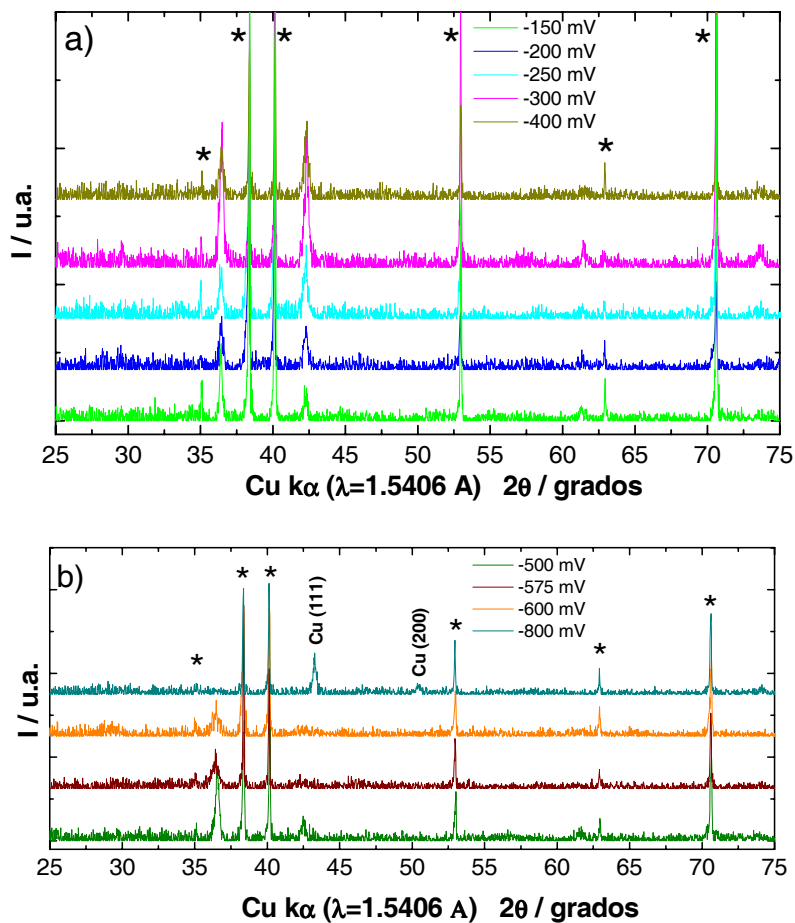 a)
* * * *
-150 mV
-200 mV
-250 mV
-300 mV
-400 mV
* *
I / u.a.
25 30 35 40 45 50 55 60 65 70 75
Cu kα (λ=1.5406 A) 2θ / grados
b)
-500 mV
-575 mV
-600 mV
-800 mV
* * * * * *
Cu (111)
Cu (200)
I / u.a.
25 30 35 40 45 50 55 60 65 70 75
Cu kα (λ=1.5406 A) 2θ / grados